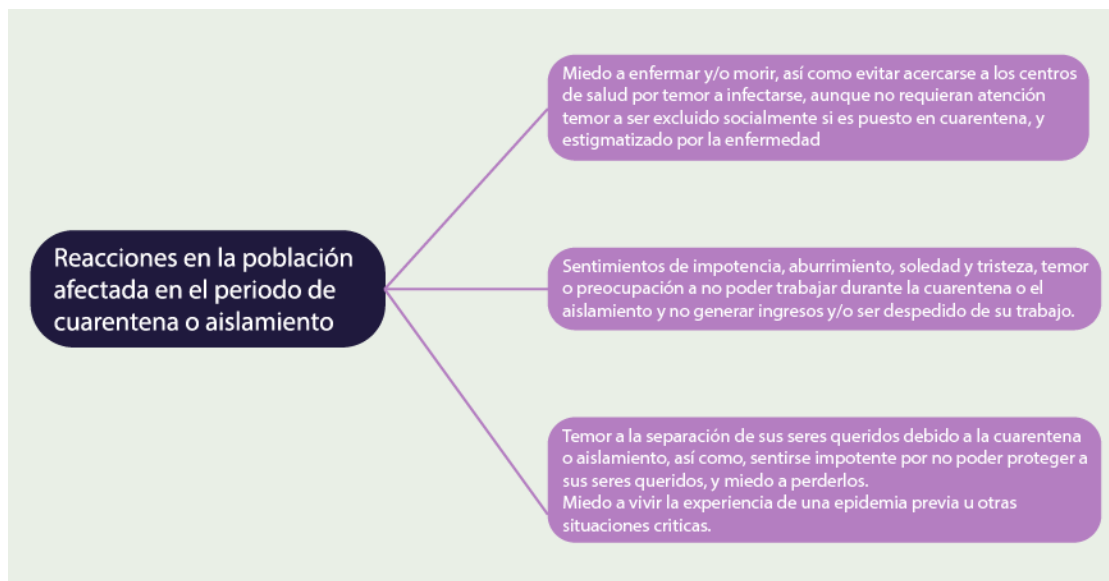 Reacciones en la población
afectada en el periodo de
cuarentena o aislamiento
Miedo a enfermar y/o morir, así como evitar acercarse a los centros
de salud por temor a infectarse, aunque no requieran atención
temor a ser excluido socialmente si es puesto en cuarentena, y
estigmatizado por la enfermedad
Sentimientos de impotencia, aburrimiento, soledad y tristeza, temor
o preocupación a no poder trabajar durante la cuarentena o el
aislamiento y no generar ingresos y/o ser despedido de su trabajo.
Temor a la separación de sus seres queridos debido a la cuarentena
o aislamiento, así como, sentirse impotente por no poder proteger a
sus seres queridos, y miedo a perderlos.
Miedo a vivir la experiencia de una epidemia previa u otras
situaciones criticas.